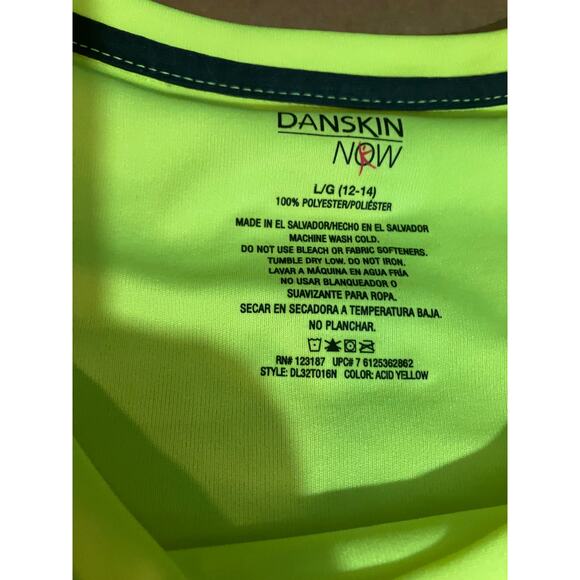 DANSKIN
NOW
L/G (12-14)
100% POLYESTER/POLIÉSTER
MADE IN EL SALVADOR/HECHO EN EL SALVADOR
MACHINE WASH COLD.
DO NOT USE BLEACH OR FABRIC SOFTENERS.
TUMBLE DRY LOW. DO NOT IRON.
LAVAR A MÁQUINA EN AGUA FRÍA
NO USAR BLANQUEADOR O
SUAVIZANTE PARA ROPA.
SECAR EN SECADORA A TEMPERATURA BAJA.
NO PLANCHAR.
RN# 123187 UPC# 7 6125362862
STYLE: DL32T016N COLOR: ACID YELLOW